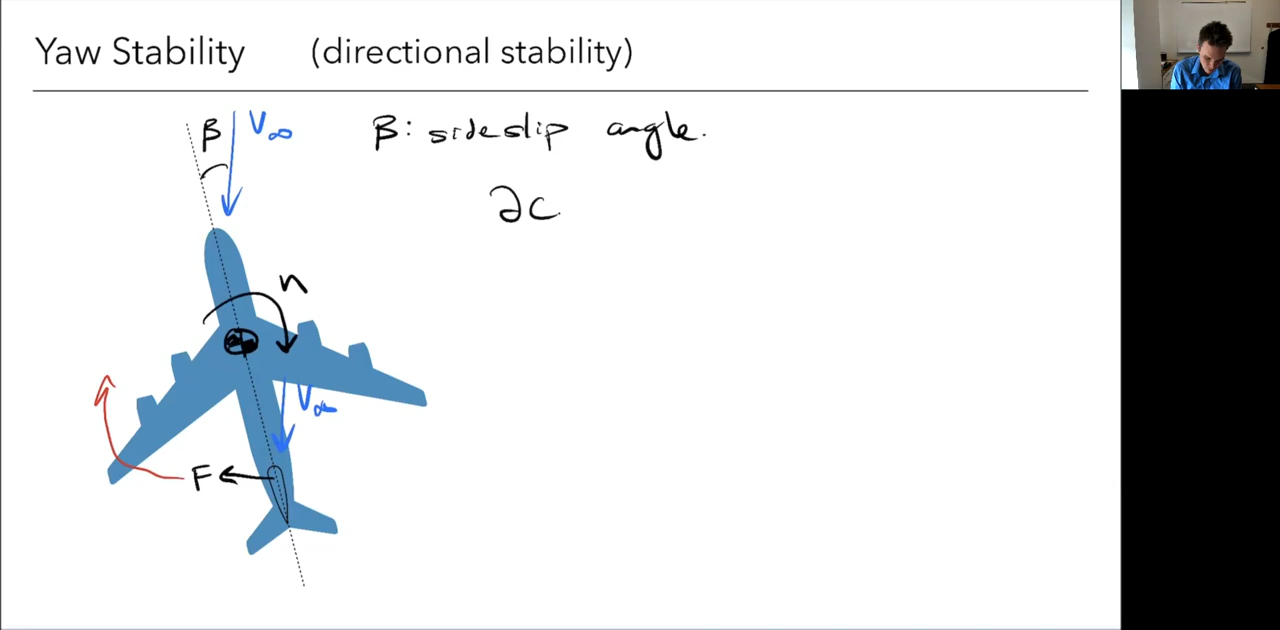 Yaw Stability (directional stability)
β V∞ β: sideslip angle.
∂c
n
V∞
F